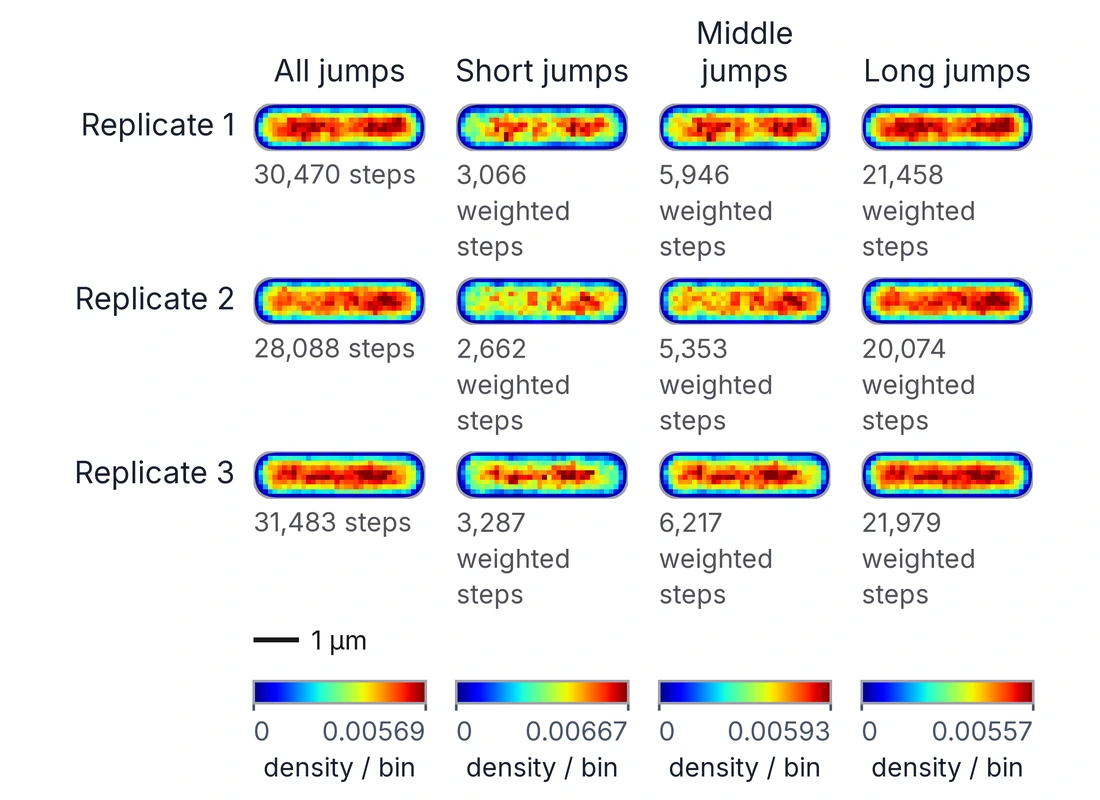 Middle
All jumps Short jumps jumps Long jumps
Replicate 1
30,470 steps 3,066 5,946 21,458
weighted weighted weighted
steps steps steps
Replicate 2
28,088 steps 2,662 5,353 20,074
weighted weighted weighted
steps steps steps
Replicate 3
31,483 steps 3,287 6,217 21,979
weighted weighted weighted
steps steps steps
1 µm
0 0.00569 0 0.00667 0 0.00593 0 0.00557
density / bin density / bin density / bin density / bin